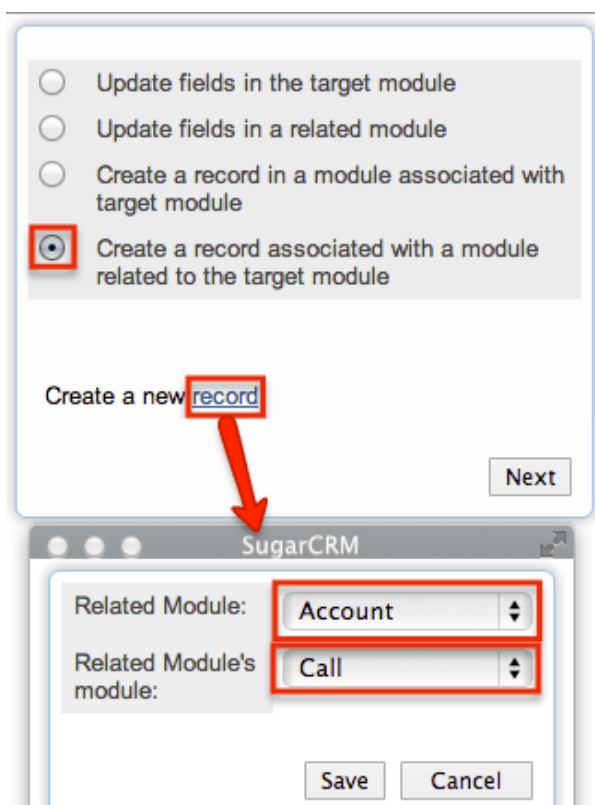 Update fields in the target module
Update fields in a related module
Create a record in a module associated with
target module
Create a record associated with a module
related to the target module
Create a new record
Next
SugarCRM
Related Module:
Account
Related Module's
module:
Call
Save
Cancel